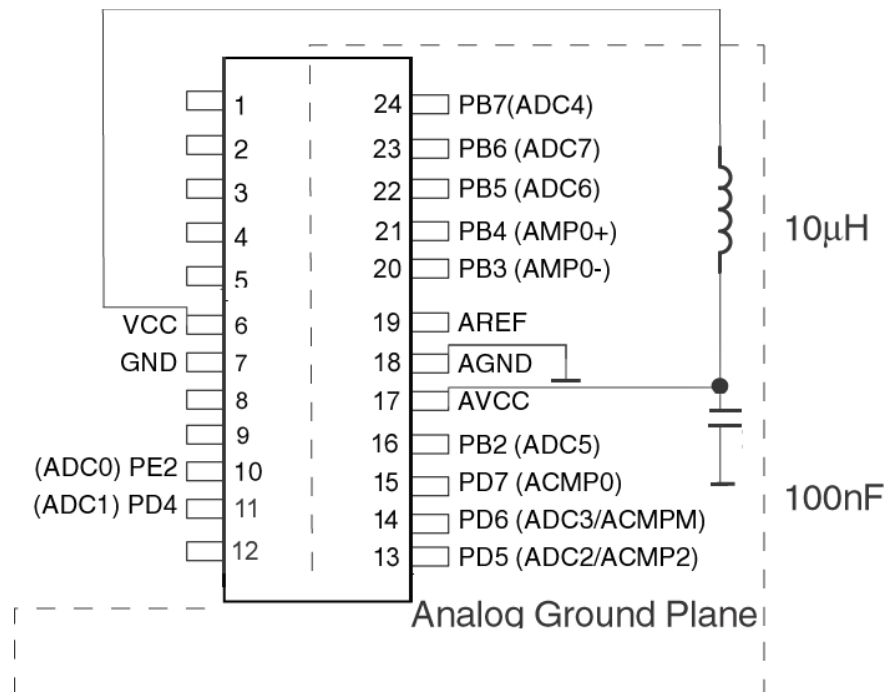 1
24
PB7(ADC4)
2
23
PB6 (ADC7)
3
22
PB5 (ADC6)
4
21
PB4 (AMP0+)
10µH
5
20
PB3 (AMP0-)
VCC
6
19
AREF
GND
7
18
AGND
8
17
AVCC
9
16
PB2 (ADC5)
(ADC0) PE2
10
15
PD7 (ACMP0)
100nF
(ADC1) PD4
11
14
PD6 (ADC3/ACMPM)
12
13
PD5 (ADC2/ACMP2)
Analog Ground Plane